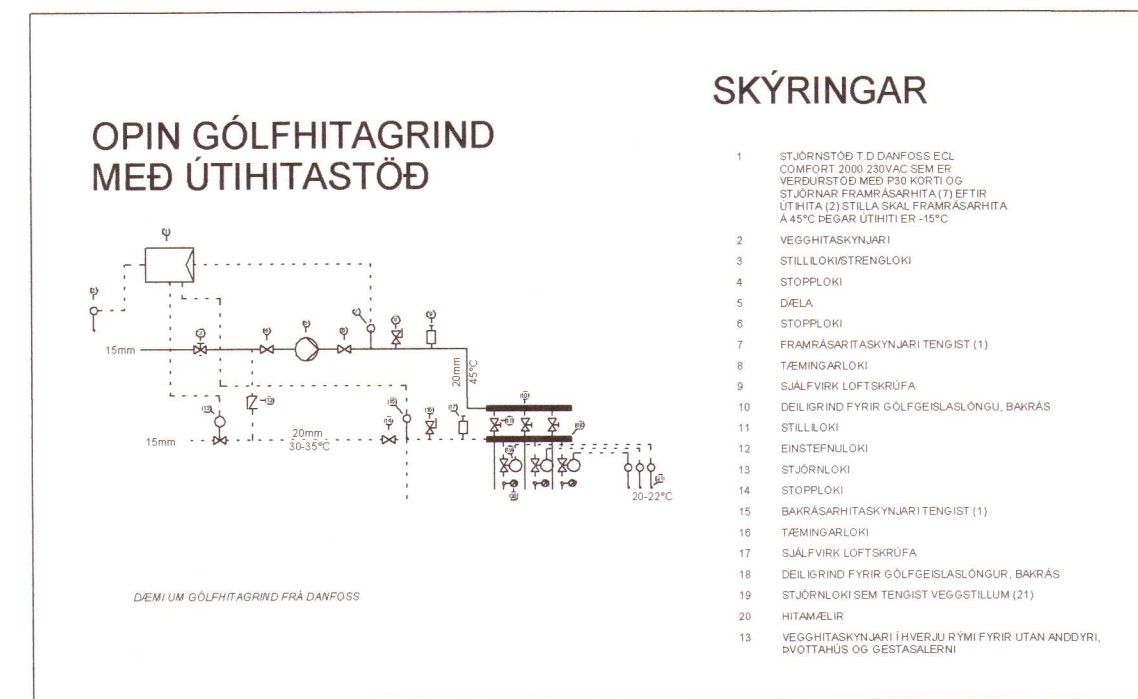 OPIN GÓLFHITAGRIND
MEÐ ÚTIHITASTÖÐ
15mm
20mm
45°C
15mm
20mm
30-35°C
20-22°C
DÆMI UM GÓLFHITAGRIND FRÁ DANFOSS
SKÝRINGAR
1 STJÓRNSTÖÐ T.D DANFOSS ECL
COMFORT 2000 230VAC SEM ER
VERÐURSTÖÐ MEÐ P30 KORTI OG
STJÓRNAR FRAMRÁSARHITA (7) EFTIR
ÚTIHITA (2) STILLA SKAL FRAMRÁSARHITA
Á 45°C ÞEGAR ÚTIHITI ER -15°C
2 VEGGHITASKYNJARI
3 STILLILOKI/STRENGLOKI
4 STOPPLOKI
5 DÆLA
6 STOPPLOKI
7 FRAMRÁSARITASKYNJARI TENGIST (1)
8 TÆMINGARLOKI
9 SJÁLFVIRK LOFTSKRÚFA
10 DEILIGRIND FYRIR GÓLFGEISLASLÖNGU, BAKRÁS
11 STILLILOKI
12 EINSTEFNULOKI
13 STJÓRNLOKI
14 STOPPLOKI
15 BAKRÁSARHITASKYNJARI TENGIST (1)
16 TÆMINGARLOKI
17 SJÁLFVIRK LOFTSKRÚFA
18 DEILIGRIND FYRIR GÓLFGEISLASLÖNGUR, BAKRÁS
19 STJÓRNLOKI SEM TENGIST VEGGSTILLUM (21)
20 HITAMÆLIR
13 VEGGHITASKYNJARI Í HVERJU RÝMI FYRIR UTAN ANDDYRI,
ÞVOTTAHÚS OG GESTASALERNI